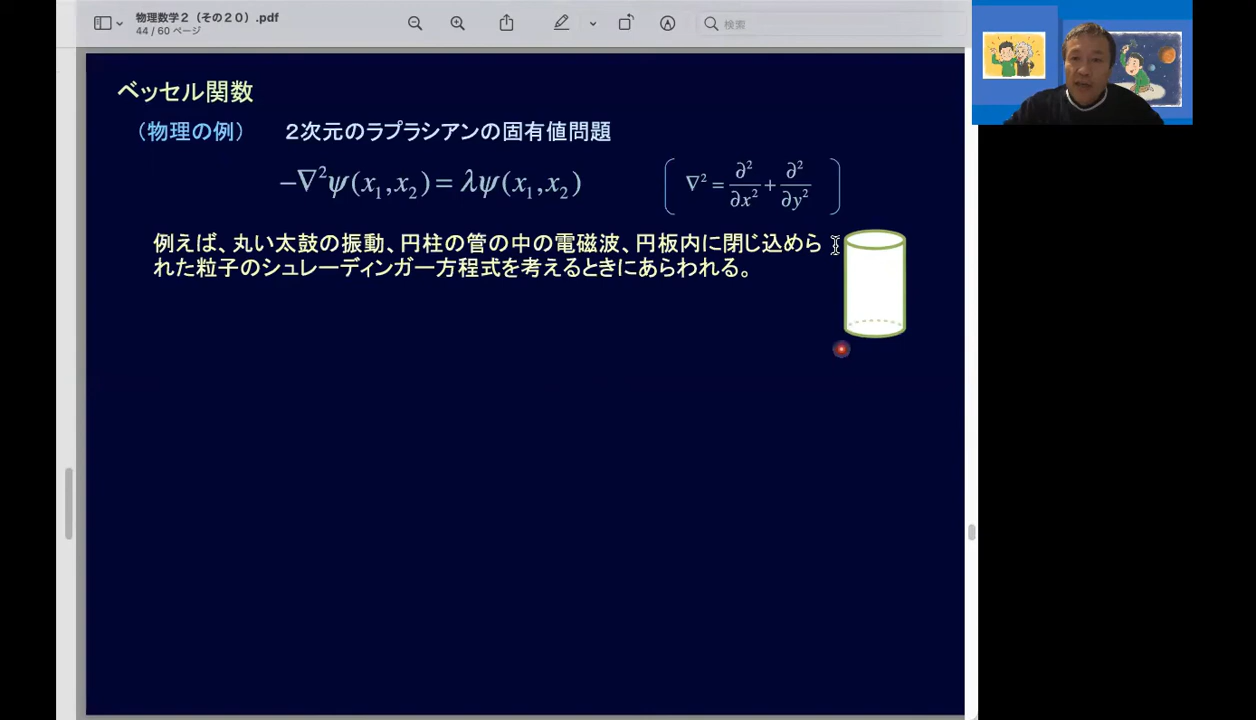 物理数学２（その２０）.pdf
44 / 60 ページ
検索
ベッセル関数
（物理の例） ２次元のラプラシアンの固有値問題
−∇²ψ(x₁,x₂) = λψ(x₁,x₂) ( ∇² = ∂²/∂x² + ∂²/∂y² )
例えば、丸い太鼓の振動、円柱の管の中の電磁波、円板内に閉じ込めら
れた粒子のシュレーディンガー方程式を考えるときにあらわれる。